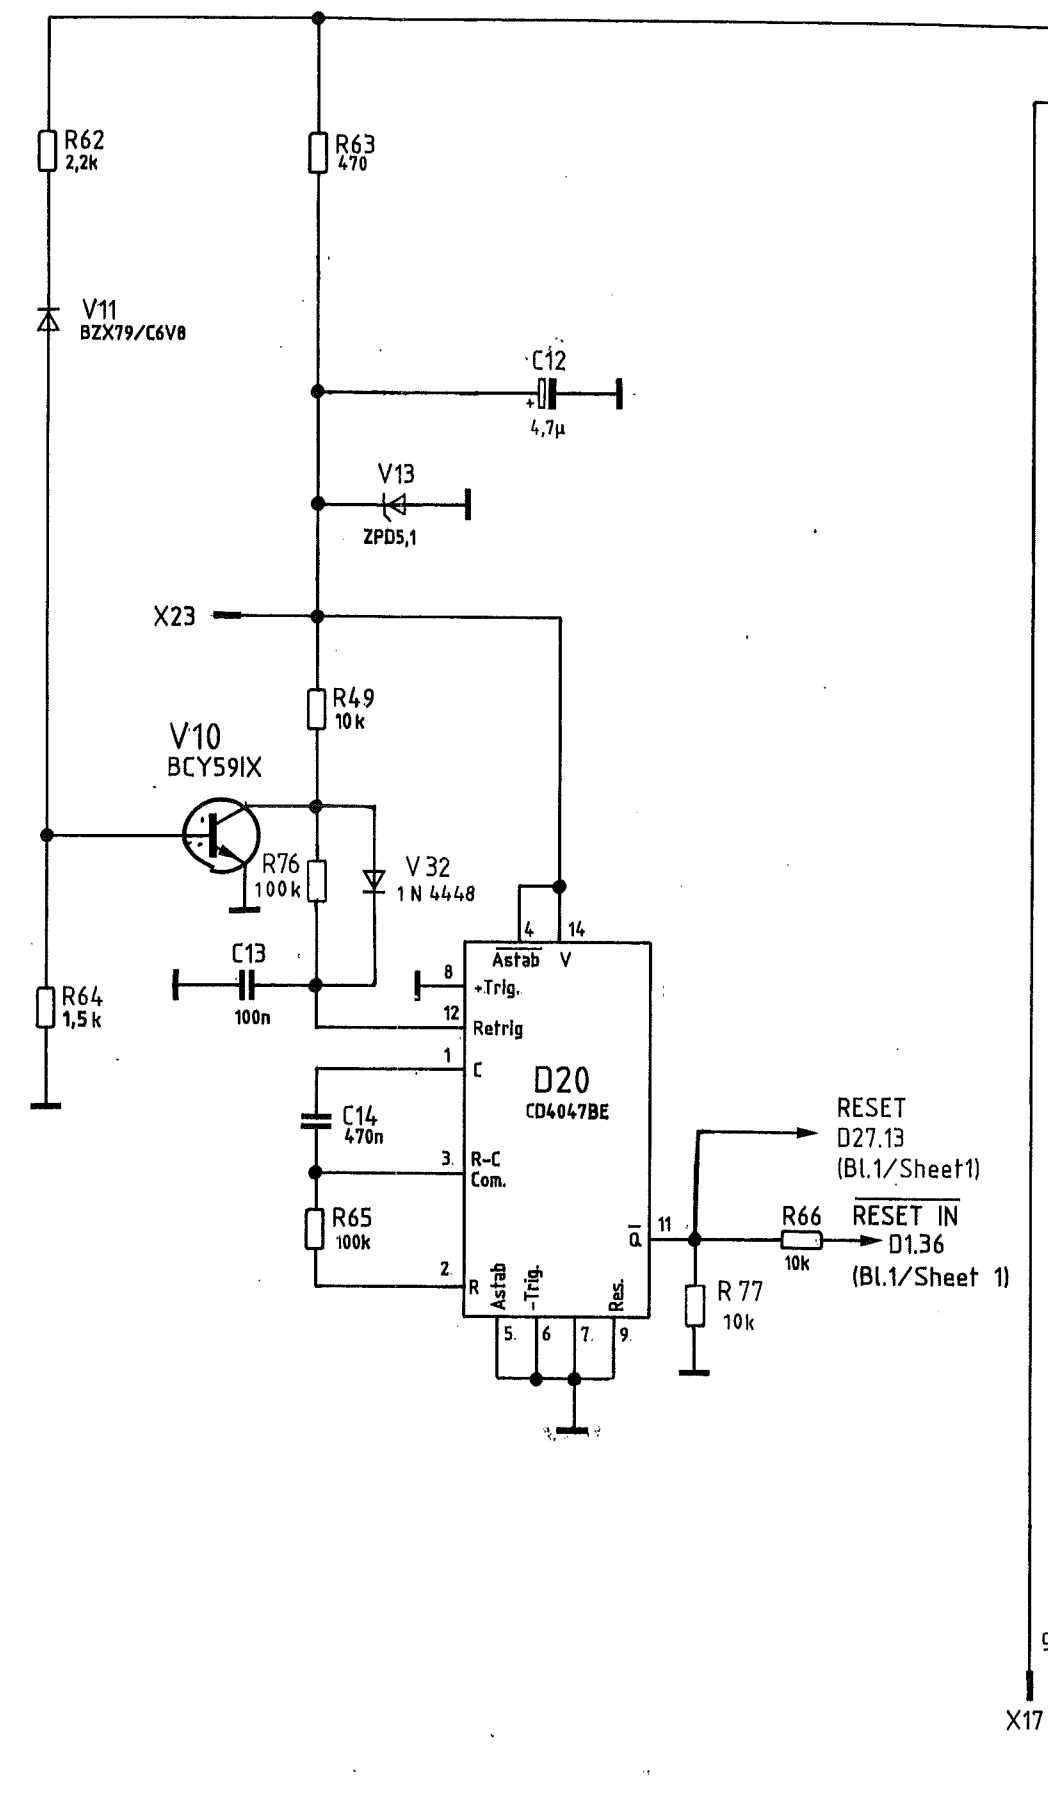 R62
2,2k
R63
470
V11
BZX79/C6V8
C12
+
4,7µ
V13
ZPD5,1
X23
R49
10k
V10
BCY59IX
R76
100k
V32
1N4448
4
14
Astab
V
C13
100n
8
+Trig.
R64
1,5k
12
Retrig
1
C
D20
CD4047BE
C14
470n
3.
R-C
Com.
RESET
D27.13
(Bl.1/Sheet1)
R65
100k
11
Q
R66
10k
RESET IN
D1.36
(Bl.1/Sheet 1)
2.
R
Astab
-Trig.
Res.
R77
10k
5.
6
7.
9.
X17